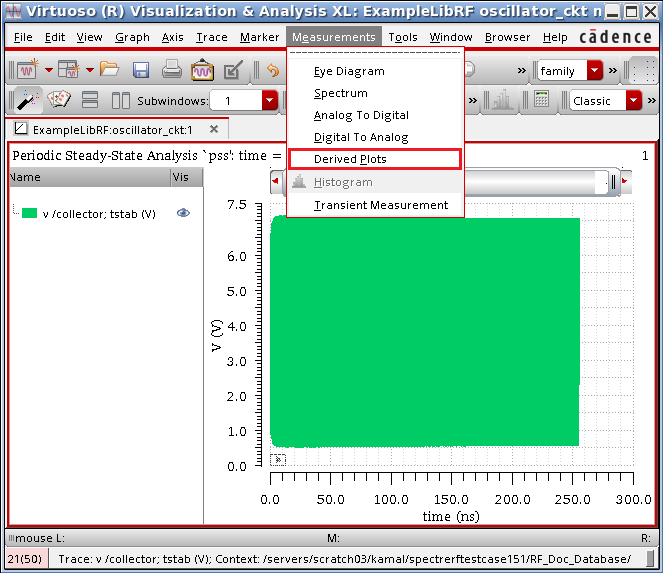 Virtuoso (R) Visualization & Analysis XL: ExampleLibRF oscillator_ckt n
File Edit View Graph Axis Trace Marker Measurements Tools Window Browser Help cādence
family
Subwindows: 1 Classic
ExampleLibRF:oscillator_ckt:1
Eye Diagram
Spectrum
Analog To Digital
Digital To Analog
Derived Plots
Histogram
Transient Measurement
Periodic Steady-State Analysis `pss': time = 1
Name Vis
v /collector; tstab (V)
7.5
6.0
5.0
4.0
3.0
2.0
1.0
0.0
V (V)
0.0 50.0 100.0 150.0 200.0 250.0 300.0
time (ns)
mouse L: M: R:
21(50) Trace: v /collector; tstab (V); Context: /servers/scratch03/kamal/spectrerftestcase151/RF_Doc_Database/